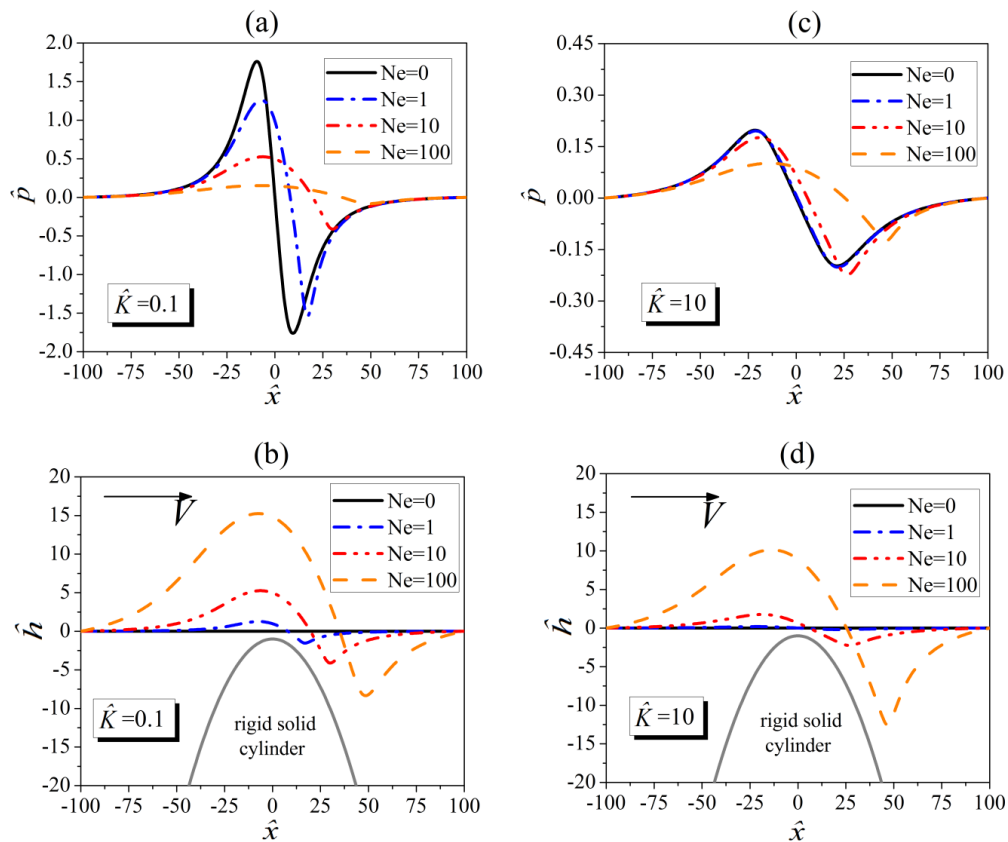 (a)
2.0
1.5
1.0
0.5
0.0
-0.5
-1.0
-1.5
-2.0
p̂
Ne=0
Ne=1
Ne=10
Ne=100
K̂ =0.1
-100 -75 -50 -25 0 25 50 75 100
x̂
(c)
0.45
0.30
0.15
0.00
-0.15
-0.30
-0.45
p̂
Ne=0
Ne=1
Ne=10
Ne=100
K̂ =10
-100 -75 -50 -25 0 25 50 75 100
x̂
(b)
20
15
10
5
0
-5
-10
-15
-20
ĥ
V
Ne=0
Ne=1
Ne=10
Ne=100
K̂ =0.1
rigid solid
cylinder
-100 -75 -50 -25 0 25 50 75 100
x̂
(d)
20
15
10
5
0
-5
-10
-15
-20
ĥ
V
Ne=0
Ne=1
Ne=10
Ne=100
K̂ =10
rigid solid
cylinder
-100 -75 -50 -25 0 25 50 75 100
x̂